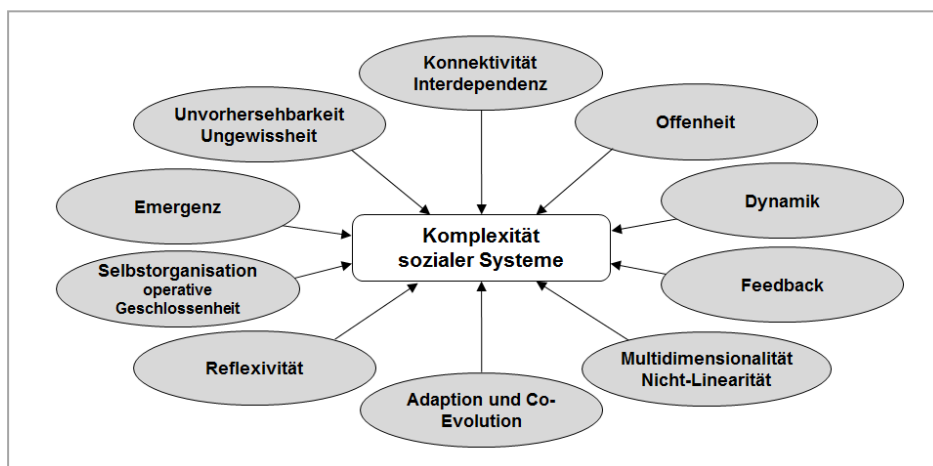 Konnektivität
Interdependenz
Unvorhersehbarkeit
Ungewissheit
Offenheit
Emergenz
Dynamik
Komplexität
sozialer Systeme
Selbstorganisation
operative
Geschlossenheit
Feedback
Reflexivität
Multidimensionalität
Nicht-Linearität
Adaption und Co-
Evolution